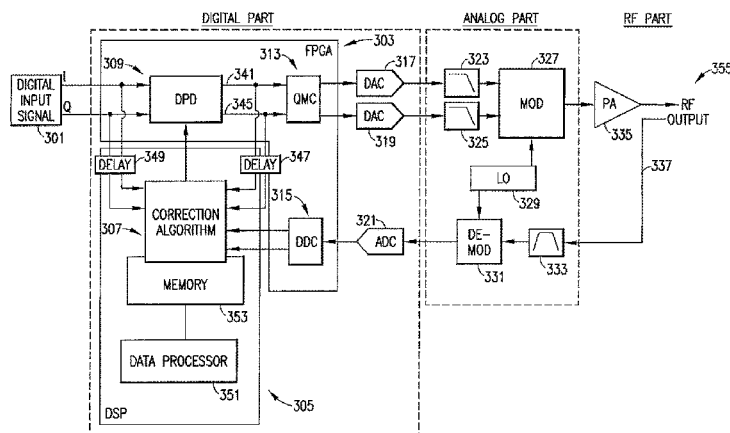 DIGITAL PART
ANALOG PART
RF PART
FPGA
303
355
DIGITAL
INPUT
SIGNAL
301
I
Q
309
DPD
341
345
313
QMC
317
DAC
DAC
319
323
325
327
MOD
PA
335
RF
OUTPUT
337
DELAY
349
DELAY
347
LO
329
307
CORRECTION
ALGORITHM
315
DDC
321
ADC
DE-
MOD
331
333
MEMORY
353
DATA PROCESSOR
351
305
DSP